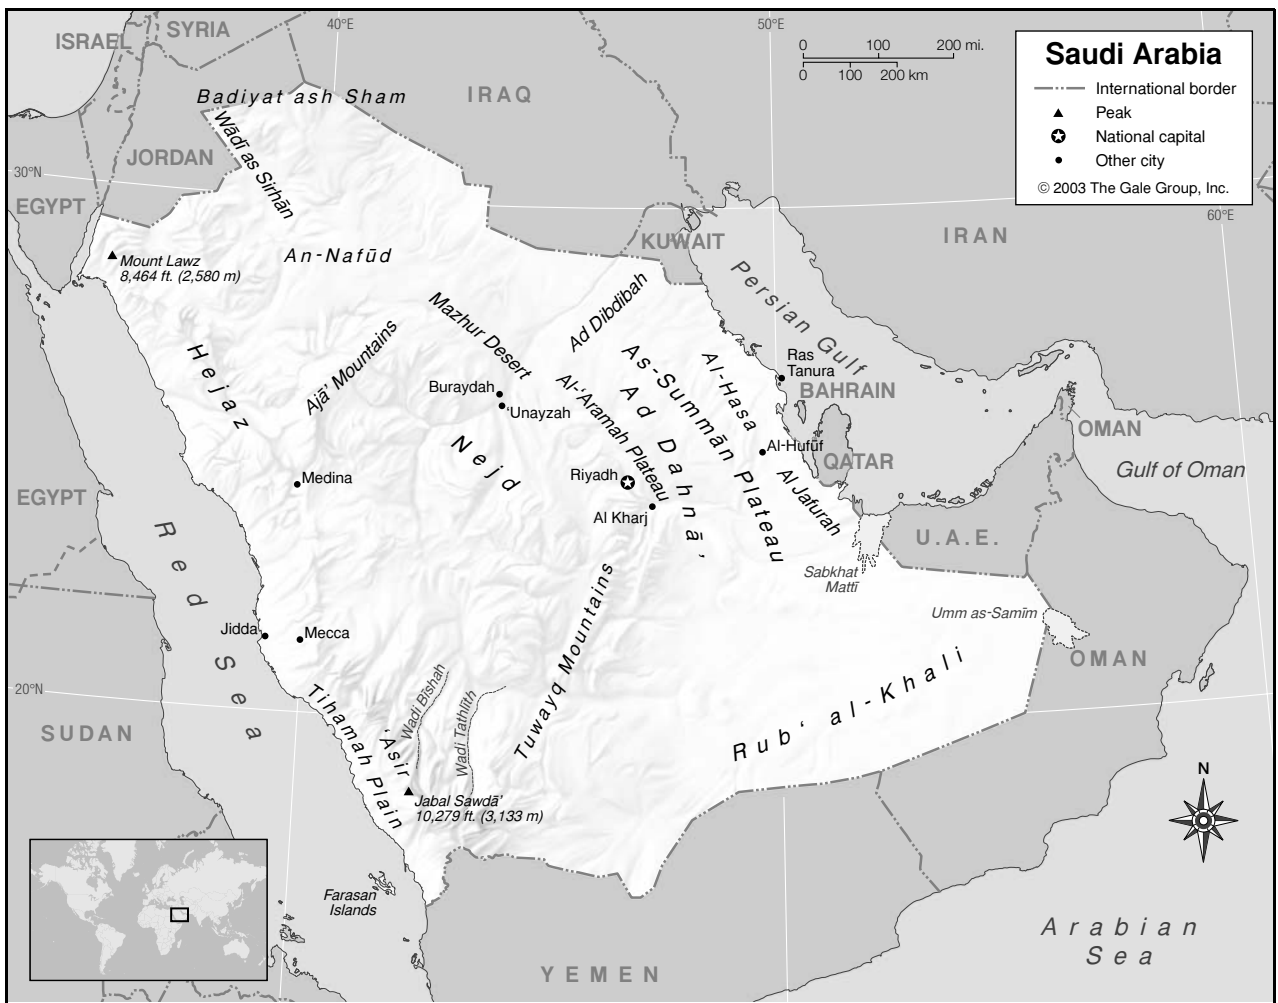 40°E
50°E
ISRAEL
SYRIA
0 100 200 mi.
0 100 200 km
Saudi Arabia
International border
Peak
National capital
Other city
© 2003 The Gale Group, Inc.
Badiyat ash Sham
IRAQ
Wādī as Sirhān
JORDAN
30°N
EGYPT
60°E
KUWAIT
IRAN
An-Nafūd
Mount Lawz
8,464 ft. (2,580 m)
Persian Gulf
Ad Dibdibah
Mazhur Desert
Hejaz
Ajā' Mountains
As-Summān Plateau
Al-Hasa
Ras
Tanura
BAHRAIN
Buraydah
‘Unayzah
Al-‘Aramah Plateau
Ad Dahnā’
OMAN
Nejd
Al-Hufūf
QATAR
Gulf of Oman
Riyadh
Medina
Al Jafurah
EGYPT
Al Kharj
U.A.E.
Red Sea
Sabkhat
Mattī
Umm as-Samīm
Tuwayq Mountains
Jidda
Mecca
OMAN
Rub‘ al-Khali
20°N
Wadi Bīshah
Wadi Tathlīth
Tihamah Plain
‘Asir
SUDAN
Jabal Sawdā’
10,279 ft. (3,133 m)
N
Farasan
Islands
Arabian
Sea
YEMEN